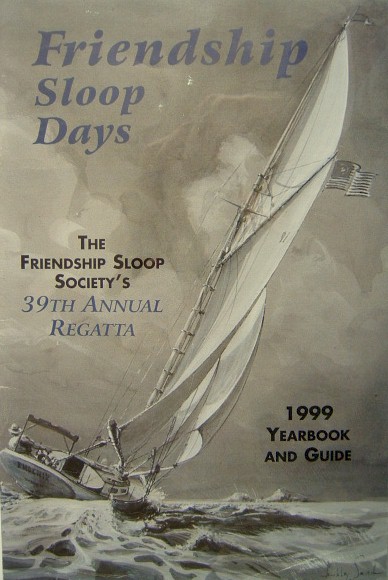 Friendship
Sloop
Days
THE
FRIENDSHIP SLOOP
SOCIETY'S
39TH ANNUAL
REGATTA
1999
YEARBOOK
AND GUIDE